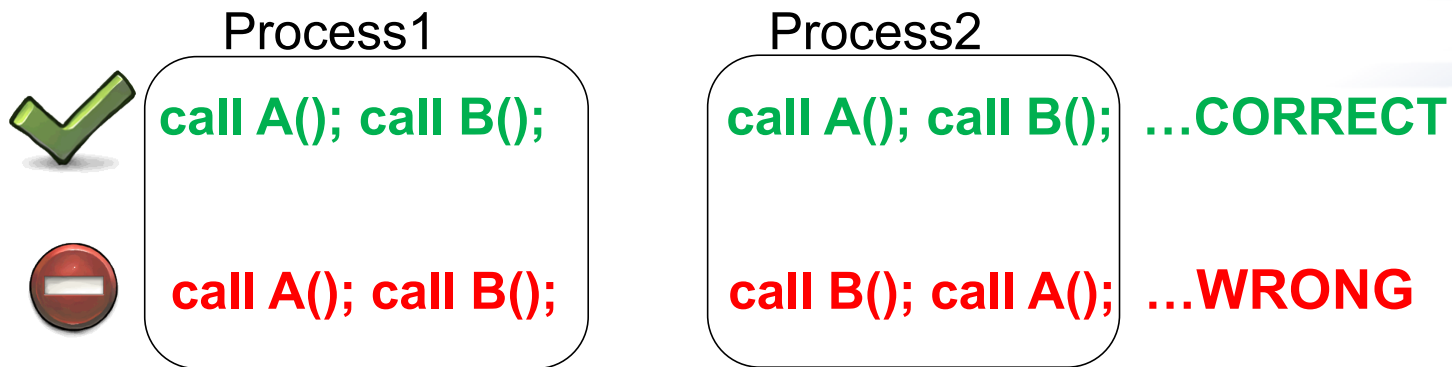 Process1 Process2
call A(); call B(); call A(); call B(); ...CORRECT
call A(); call B(); call B(); call A(); ...WRONG